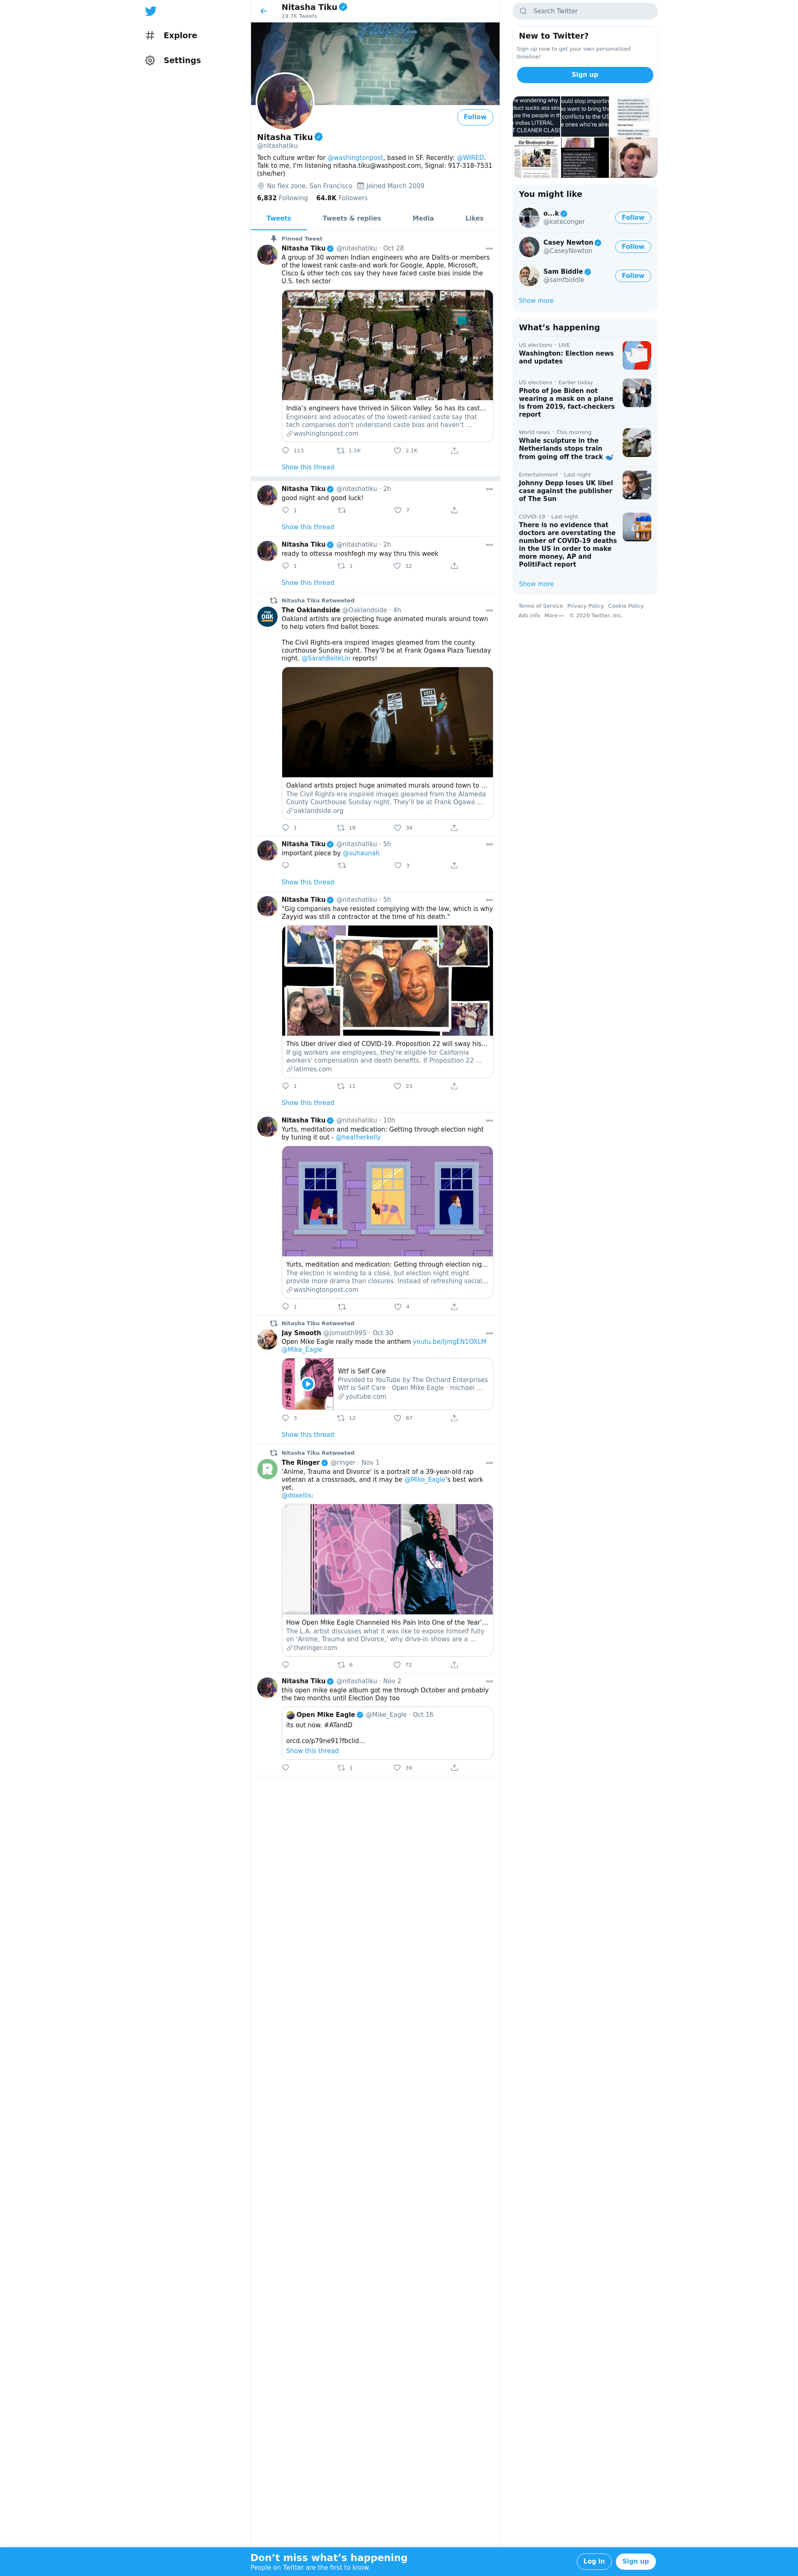 Explore
Settings
Nitasha Tiku
19.7K Tweets
Follow
Nitasha Tiku
@nitashatiku
Tech culture writer for @washingtonpost, based in SF. Recently: @WIRED.
Talk to me, I'm listening nitasha.tiku@washpost.com, Signal: 917-318-7531
(she/her)
No flex zone, San Francisco Joined March 2009
6,832 Following 64.8K Followers
Tweets Tweets & replies Media Likes
Pinned Tweet
Nitasha Tiku @nitashatiku · Oct 28
A group of 30 women Indian engineers who are Dalits-or members
of the lowest rank caste-and work for Google, Apple, Microsoft,
Cisco & other tech cos say they have faced caste bias inside the
U.S. tech sector
India's engineers have thrived in Silicon Valley. So has its cast...
Engineers and advocates of the lowest-ranked caste say that
tech companies don't understand caste bias and haven't ...
washingtonpost.com
113 1.1K 2.1K
Show this thread
Nitasha Tiku @nitashatiku · 2h
good night and good luck!
1 7
Show this thread
Nitasha Tiku @nitashatiku · 2h
ready to ottessa moshfegh my way thru this week
1 1 32
Show this thread
Nitasha Tiku Retweeted
The Oaklandside @Oaklandside · 4h
Oakland artists are projecting huge animated murals around town
to help voters find ballot boxes.
The Civil Rights-era inspired images gleamed from the county
courthouse Sunday night. They'll be at Frank Ogawa Plaza Tuesday
night. @SarahBelleLin reports!
Oakland artists project huge animated murals around town to ...
The Civil Rights-era inspired images gleamed from the Alameda
County Courthouse Sunday night. They'll be at Frank Ogawa ...
oaklandside.org
1 18 34
Nitasha Tiku @nitashatiku · 5h
important piece by @suhaunah
3
Show this thread
Nitasha Tiku @nitashatiku · 5h
"Gig companies have resisted complying with the law, which is why
Zayyid was still a contractor at the time of his death."
This Uber driver died of COVID-19. Proposition 22 will sway his...
If gig workers are employees, they're eligible for California
workers' compensation and death benefits. If Proposition 22 ...
latimes.com
1 11 23
Show this thread
Nitasha Tiku @nitashatiku · 10h
Yurts, meditation and medication: Getting through election night
by tuning it out - @heatherkelly
Yurts, meditation and medication: Getting through election nig...
The election is winding to a close, but election night might
provide more drama than closures. Instead of refreshing social...
washingtonpost.com
1 4
Nitasha Tiku Retweeted
Jay Smooth @jsmooth995 · Oct 30
Open Mike Eagle really made the anthem youtu.be/ljmgEN1OXLM
@Mike_Eagle
Wtf is Self Care
Provided to YouTube by The Orchard Enterprises
Wtf is Self Care · Open Mike Eagle · michael ...
youtube.com
3 12 87
Show this thread
Nitasha Tiku Retweeted
The Ringer @ringer · Nov 1
'Anime, Trauma and Divorce' is a portrait of a 39-year-old rap
veteran at a crossroads, and it may be @Mike_Eagle's best work
yet.
@doxellis:
How Open Mike Eagle Channeled His Pain Into One of the Year'...
The L.A. artist discusses what it was like to expose himself fully
on 'Anime, Trauma and Divorce,' why drive-in shows are a ...
theringer.com
6 72
Nitasha Tiku @nitashatiku · Nov 2
this open mike eagle album got me through October and probably
the two months until Election Day too
Open Mike Eagle @Mike_Eagle · Oct 16
its out now. #ATandD
orcd.co/p79ne91?fbclid...
Show this thread
1 39
Search Twitter
New to Twitter?
Sign up now to get your own personalized
timeline!
Sign up
You might like
o...k
@kateconger
Follow
Casey Newton
@CaseyNewton
Follow
Sam Biddle
@samfbiddle
Follow
Show more
What's happening
US elections · LIVE
Washington: Election news
and updates
US elections · Earlier today
Photo of Joe Biden not
wearing a mask on a plane
is from 2019, fact-checkers
report
World news · This morning
Whale sculpture in the
Netherlands stops train
from going off the track 🐋
Entertainment · Last night
Johnny Depp loses UK libel
case against the publisher
of The Sun
COVID-19 · Last night
There is no evidence that
doctors are overstating the
number of COVID-19 deaths
in the US in order to make
more money, AP and
PolitiFact report
Show more
Terms of Service Privacy Policy Cookie Policy
Ads info More © 2020 Twitter, Inc.
Don't miss what's happening
People on Twitter are the first to know.
Log in Sign up